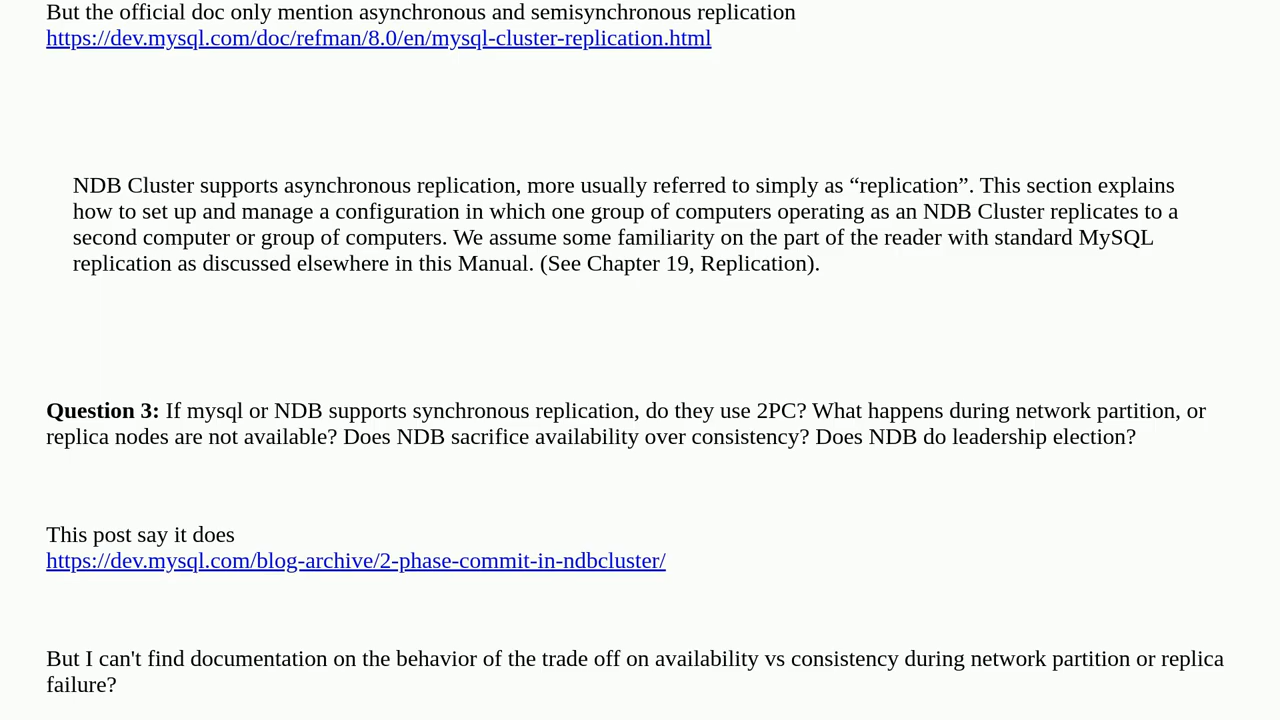 But the official doc only mention asynchronous and semisynchronous replication
https://dev.mysql.com/doc/refman/8.0/en/mysql-cluster-replication.html
NDB Cluster supports asynchronous replication, more usually referred to simply as “replication”. This section explains
how to set up and manage a configuration in which one group of computers operating as an NDB Cluster replicates to a
second computer or group of computers. We assume some familiarity on the part of the reader with standard MySQL
replication as discussed elsewhere in this Manual. (See Chapter 19, Replication).
Question 3: If mysql or NDB supports synchronous replication, do they use 2PC? What happens during network partition, or
replica nodes are not available? Does NDB sacrifice availability over consistency? Does NDB do leadership election?
This post say it does
https://dev.mysql.com/blog-archive/2-phase-commit-in-ndbcluster/
But I can't find documentation on the behavior of the trade off on availability vs consistency during network partition or replica
failure?